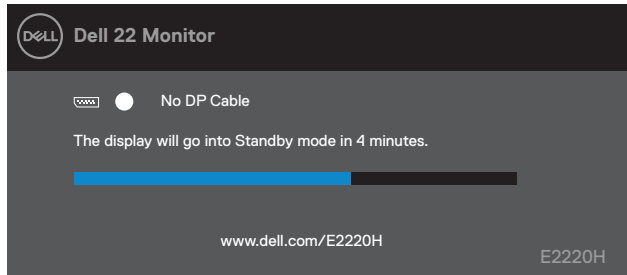 DELL
Dell 22 Monitor
No DP Cable
The display will go into Standby mode in 4 minutes.
www.dell.com/E2220H
E2220H